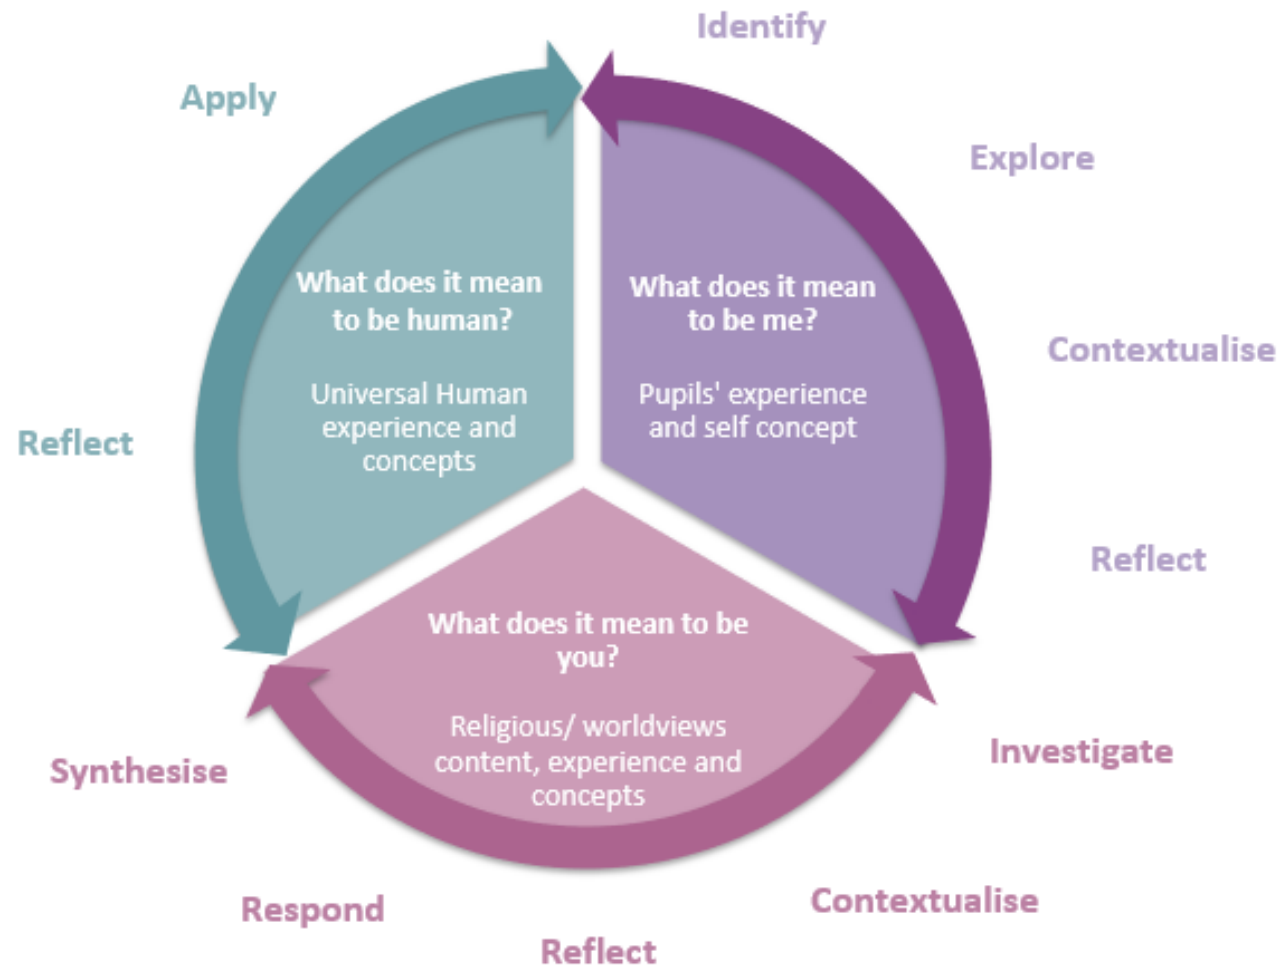 Identify
Explore
Contextualise
Reflect
What does it mean
to be me?
Pupils' experience
and self concept
Investigate
Contextualise
Reflect
Respond
Synthesise
What does it mean to be
you?
Religious/ worldviews
content, experience and
concepts
Reflect
Apply
What does it mean
to be human?
Universal Human
experience and
concepts